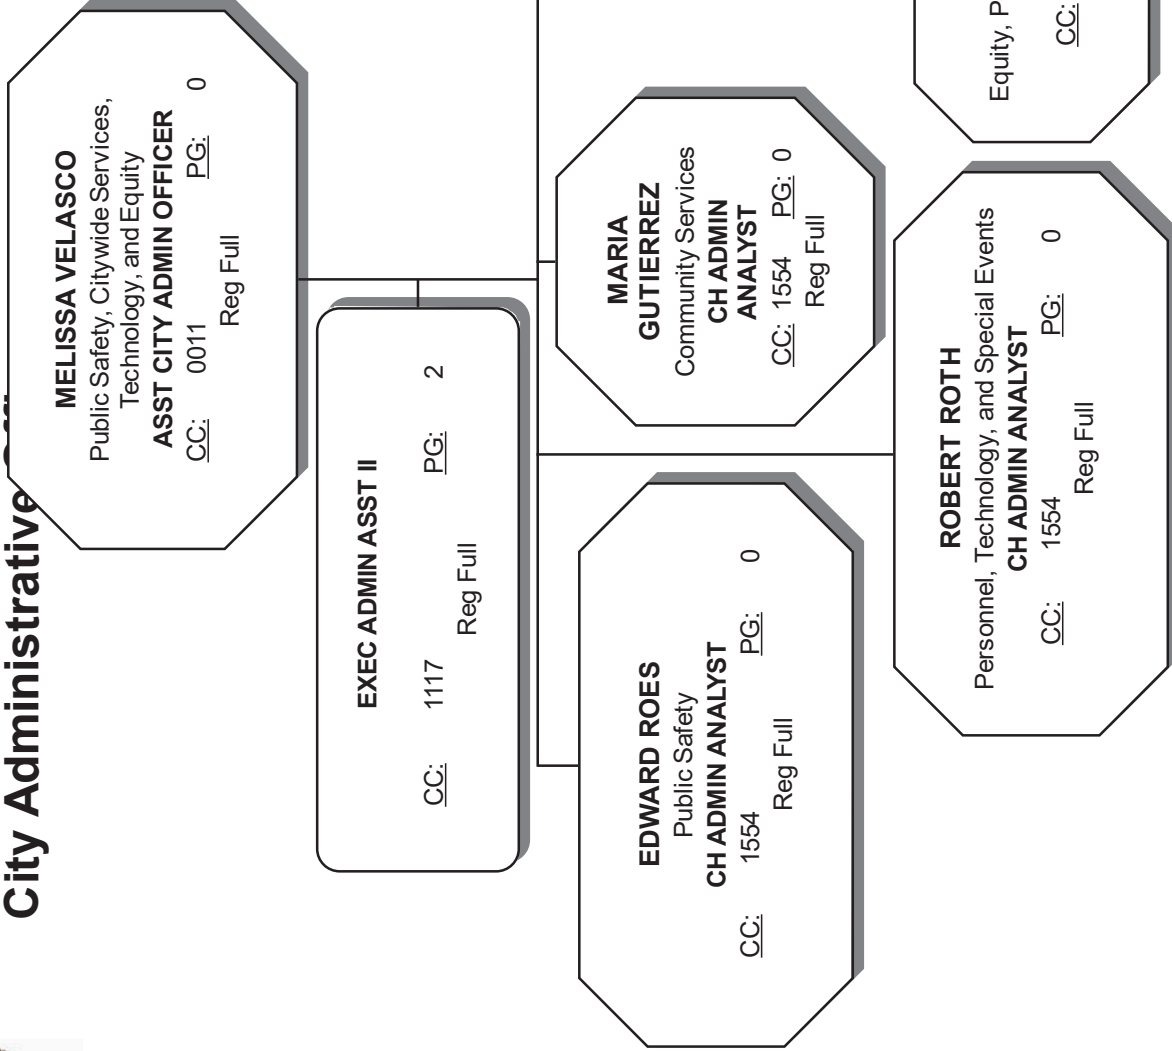 City Administrative
MELISSA VELASCO
Public Safety, Citywide Services,
Technology, and Equity
ASST CITY ADMIN OFFICER
CC: 0011 PG: 0
Reg Full
EXEC ADMIN ASST II
CC: 1117 PG: 2
Reg Full
EDWARD ROES
Public Safety
CH ADMIN ANALYST
CC: 1554 PG: 0
Reg Full
MARIA
GUTIERREZ
Community Services
CH ADMIN
ANALYST
CC: 1554 PG: 0
Reg Full
ROBERT ROTH
Personnel, Technology, and Special Events
CH ADMIN ANALYST
CC: 1554 PG: 0
Reg Full
Equity, P
CC: